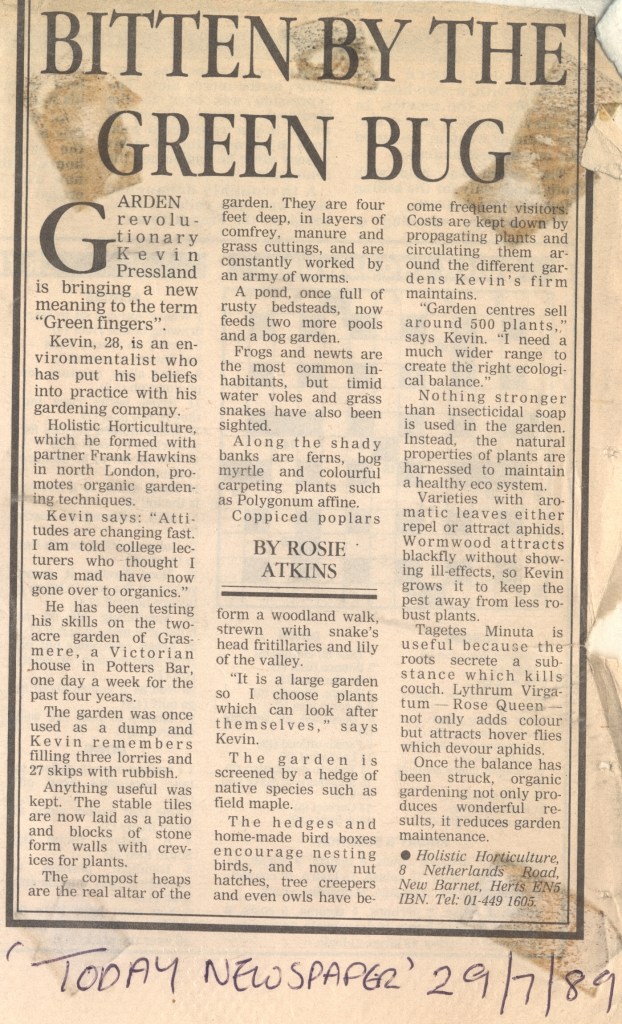 BITTEN BY THE
GREEN BUG
GARDEN
revolu-
tionary
Kevin
Pressland
is bringing a new
meaning to the term
“Green fingers”.
Kevin, 28, is an en-
vironmentalist who
has put his beliefs
into practice with his
gardening company.
Holistic Horticulture,
which he formed with
partner Frank Hawkins
in north London, pro-
motes organic garden-
ing techniques.
Kevin says: “Atti-
tudes are changing fast.
I am told college lec-
turers who thought I
was mad have now
gone over to organics.”
He has been testing
his skills on the two-
acre garden of Gras-
mere, a Victorian
house in Potters Bar,
one day a week for the
past four years.
The garden was once
used as a dump and
Kevin remembers
filling three lorries and
27 skips with rubbish.
Anything useful was
kept. The stable tiles
are now laid as a patio
and blocks of stone
form walls with crev-
ices for plants.
The compost heaps
are the real altar of the
garden. They are four
feet deep, in layers of
comfrey, manure and
grass cuttings, and are
constantly worked by
an army of worms.
A pond, once full of
rusty bedsteads, now
feeds two more pools
and a bog garden.
Frogs and newts are
the most common in-
habitants, but timid
water voles and grass
snakes have also been
sighted.
Along the shady
banks are ferns, bog
myrtle and colourful
carpeting plants such
as Polygonum affine.
Coppiced poplars
BY ROSIE
ATKINS
form a woodland walk,
strewn with snake's
head fritillaries and lily
of the valley.
“It is a large garden
so I choose plants
which can look after
themselves,” says
Kevin.
The garden is
screened by a hedge of
native species such as
field maple.
The hedges and
home-made bird boxes
encourage nesting
birds, and now nut
hatches, tree creepers
and even owls have be-
come frequent visitors.
Costs are kept down by
propagating plants and
circulating them ar-
ound the different gar-
dens Kevin's firm
maintains.
“Garden centres sell
around 500 plants,”
says Kevin. “I need a
much wider range to
create the right ecologi-
cal balance.”
Nothing stronger
than insecticidal soap
is used in the garden.
Instead, the natural
properties of plants are
harnessed to maintain
a healthy eco system.
Varieties with aro-
matic leaves either
repel or attract aphids.
Wormwood attracts
blackfly without show-
ing ill-effects, so Kevin
grows it to keep the
pest away from less ro-
bust plants.
Tagetes Minuta is
useful because the
roots secrete a sub-
stance which kills
couch. Lythrum Virga-
tum — Rose Queen —
not only adds colour
but attracts hover flies
which devour aphids.
Once the balance has
been struck, organic
gardening not only pro-
duces wonderful re-
sults, it reduces garden
maintenance.
● Holistic Horticulture,
8 Netherlands Road,
New Barnet, Herts EN5
IBN. Tel: 01-449 1605.
'TODAY NEWSPAPER' 29/7/89